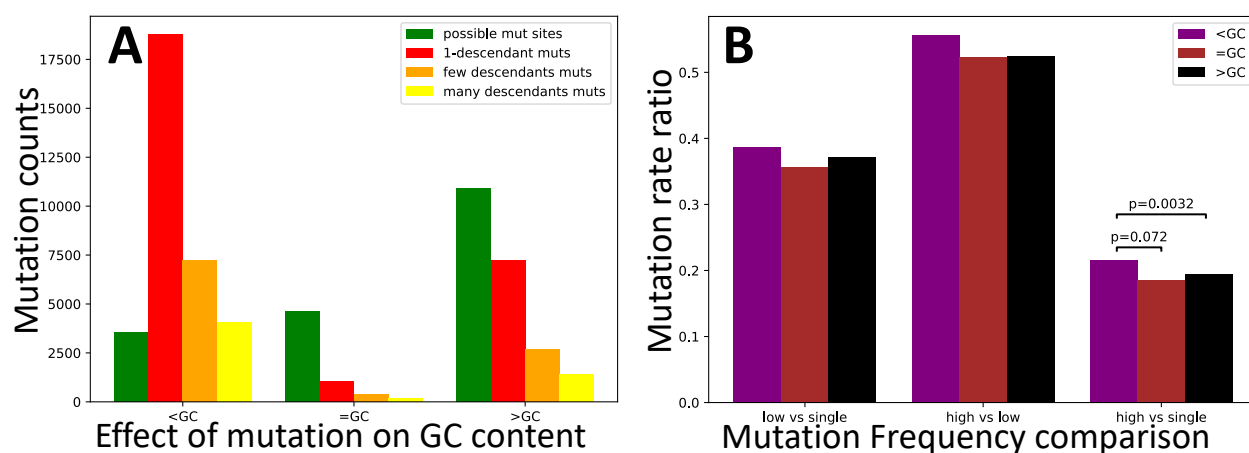 A
possible mut sites
1-descendant muts
few descendants muts
many descendants muts
Mutation counts
17500
15000
12500
10000
7500
5000
2500
0
<GC
=GC
>GC
Effect of mutation on GC content
B
<GC
=GC
>GC
Mutation rate ratio
0.5
0.4
0.3
0.2
0.1
0.0
p=0.0032
p=0.072
low vs single
high vs low
high vs single
Mutation Frequency comparison